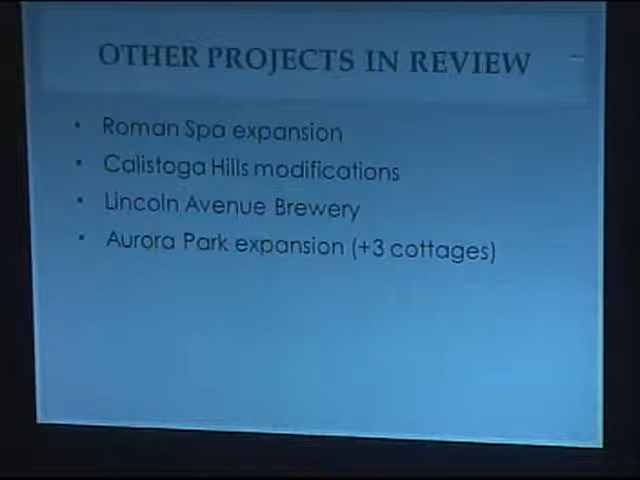 OTHER PROJECTS IN REVIEW
• Roman Spa expansion
• Calistoga Hills modifications
• Lincoln Avenue Brewery
• Aurora Park expansion (+3 cottages)